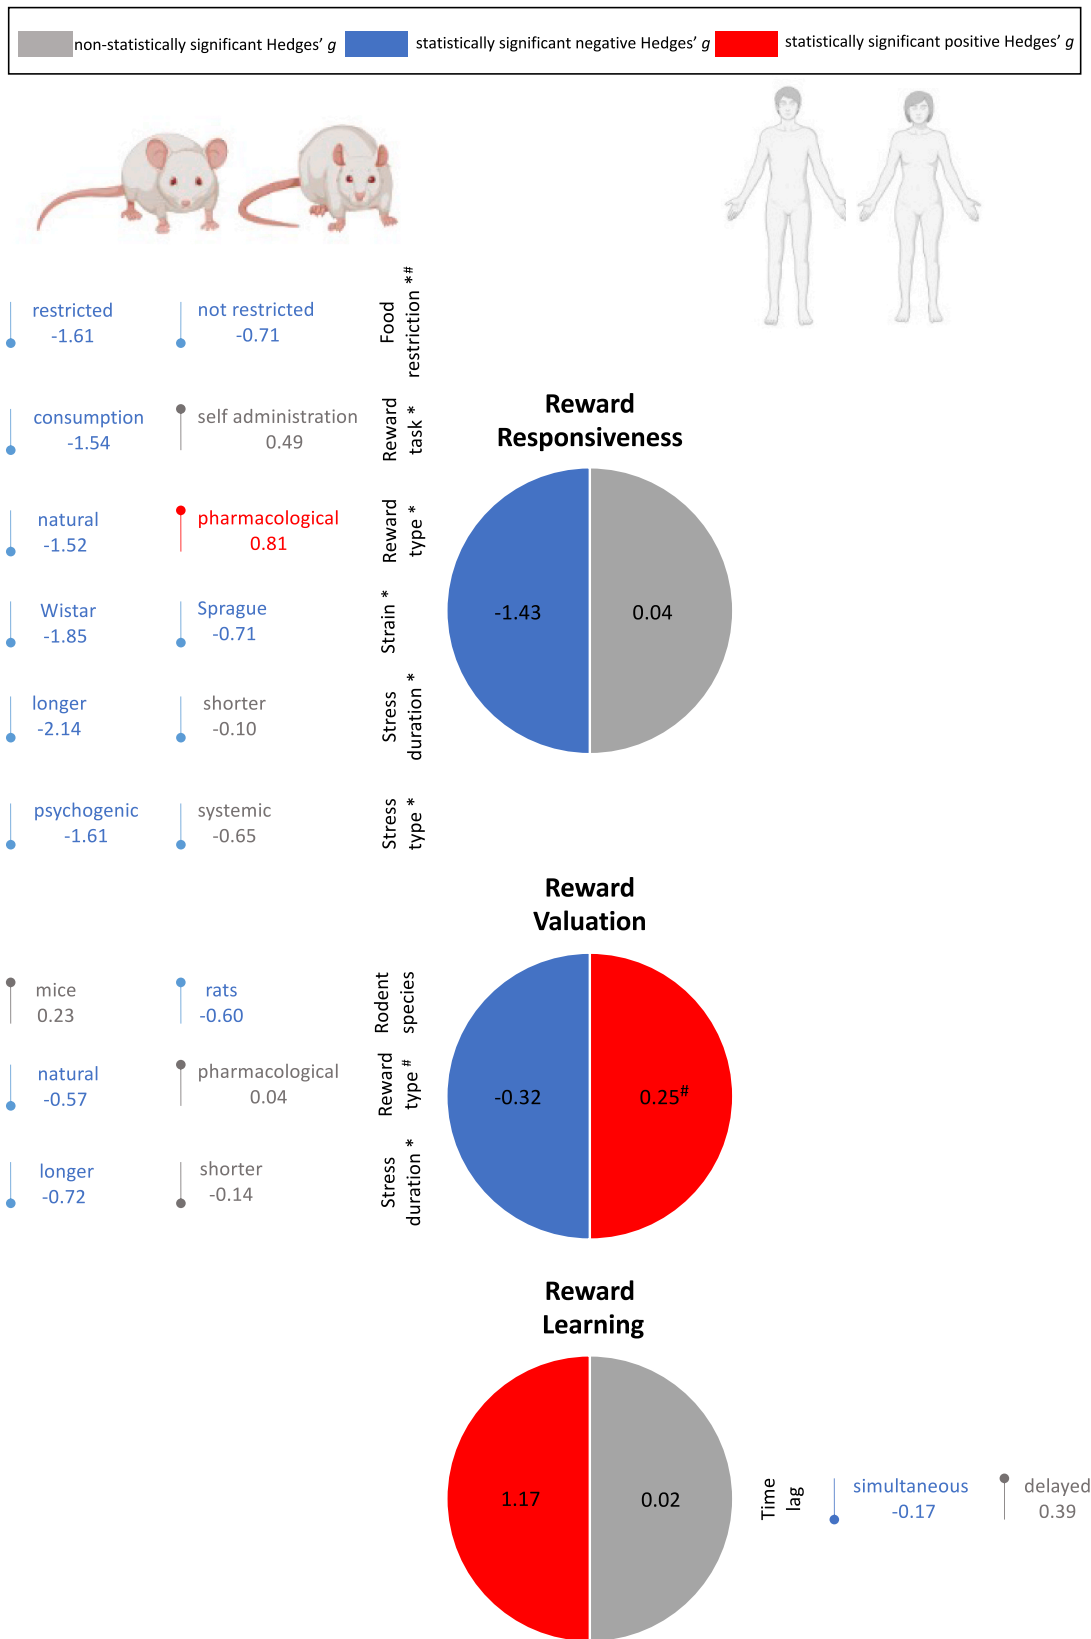 non-statistically significant Hedges’ g
statistically significant negative Hedges’ g
statistically significant positive Hedges’ g
restricted
-1.61
not restricted
-0.71
Food
restriction *#
consumption
-1.54
self administration
0.49
Reward
task *
Reward
Responsiveness
natural
-1.52
pharmacological
0.81
Reward
type *
Wistar
-1.85
Sprague
-0.71
Strain *
-1.43
0.04
longer
-2.14
shorter
-0.10
Stress
duration *
psychogenic
-1.61
systemic
-0.65
Stress
type *
Reward
Valuation
mice
0.23
rats
-0.60
Rodent
species
natural
-0.57
pharmacological
0.04
Reward
type #
-0.32
0.25#
longer
-0.72
shorter
-0.14
Stress
duration *
Reward
Learning
1.17
0.02
Time
lag
simultaneous
-0.17
delayed
0.39